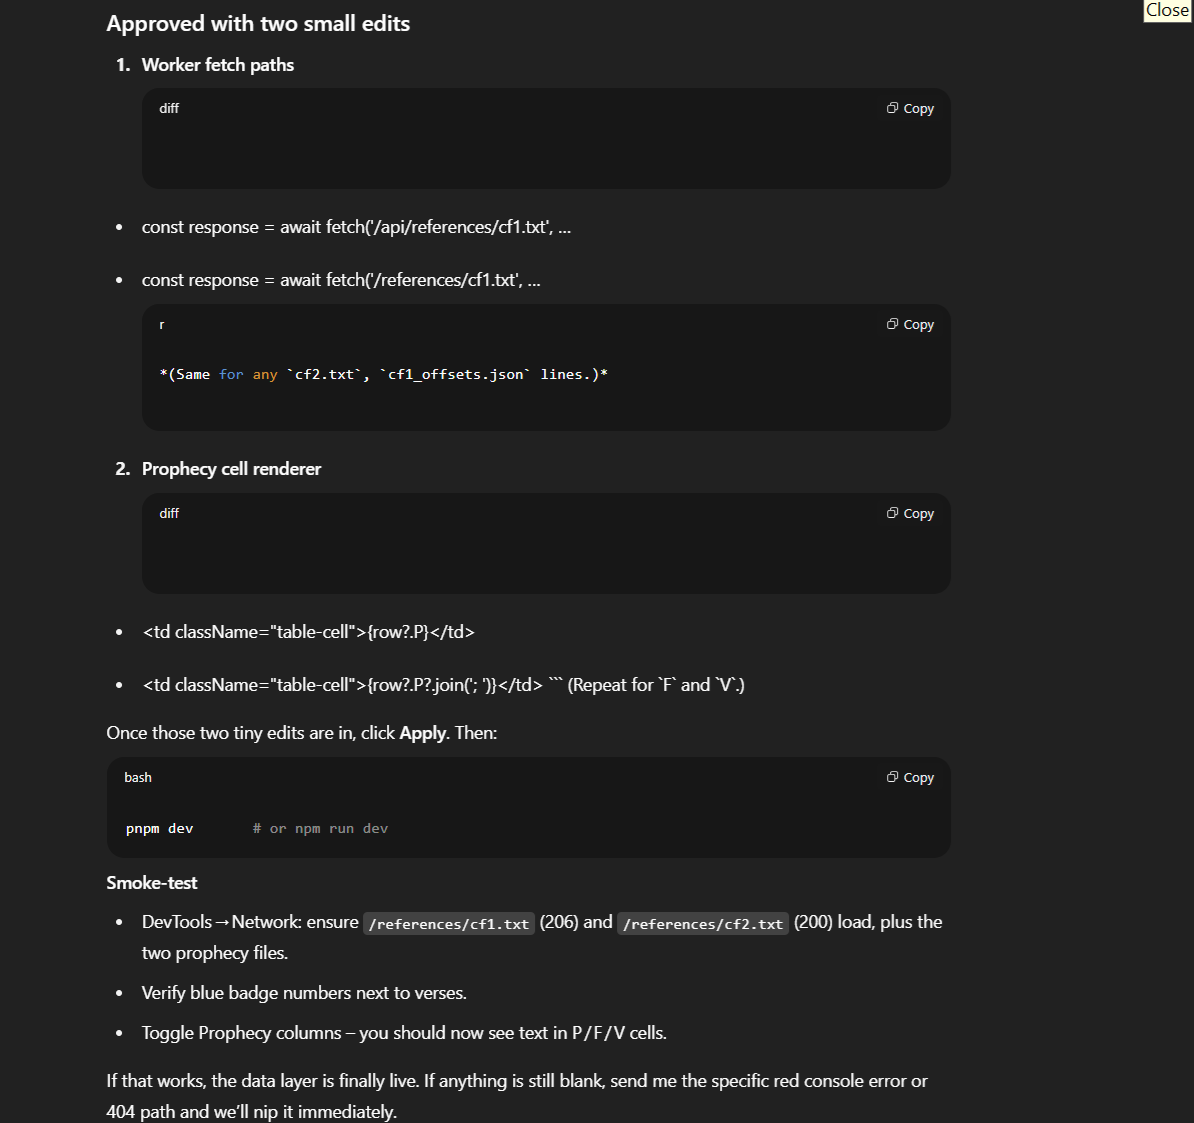 Close
Approved with two small edits
1. Worker fetch paths
diff
Copy
• const response = await fetch('/api/references/cf1.txt', ...
• const response = await fetch('/references/cf1.txt', ...
r
Copy
*(Same for any `cf2.txt`, `cf1_offsets.json` lines.)*
2. Prophecy cell renderer
diff
Copy
• <td className="table-cell">{row?.P}</td>
• <td className="table-cell">{row?.P?.join('; ')}</td> ``` (Repeat for `F` and `V`.)
Once those two tiny edits are in, click Apply. Then:
bash
Copy
pnpm dev       # or npm run dev
Smoke-test
• DevTools→Network: ensure /references/cf1.txt (206) and /references/cf2.txt (200) load, plus the
two prophecy files.
• Verify blue badge numbers next to verses.
• Toggle Prophecy columns – you should now see text in P/F/V cells.
If that works, the data layer is finally live. If anything is still blank, send me the specific red console error or
404 path and we’ll nip it immediately.